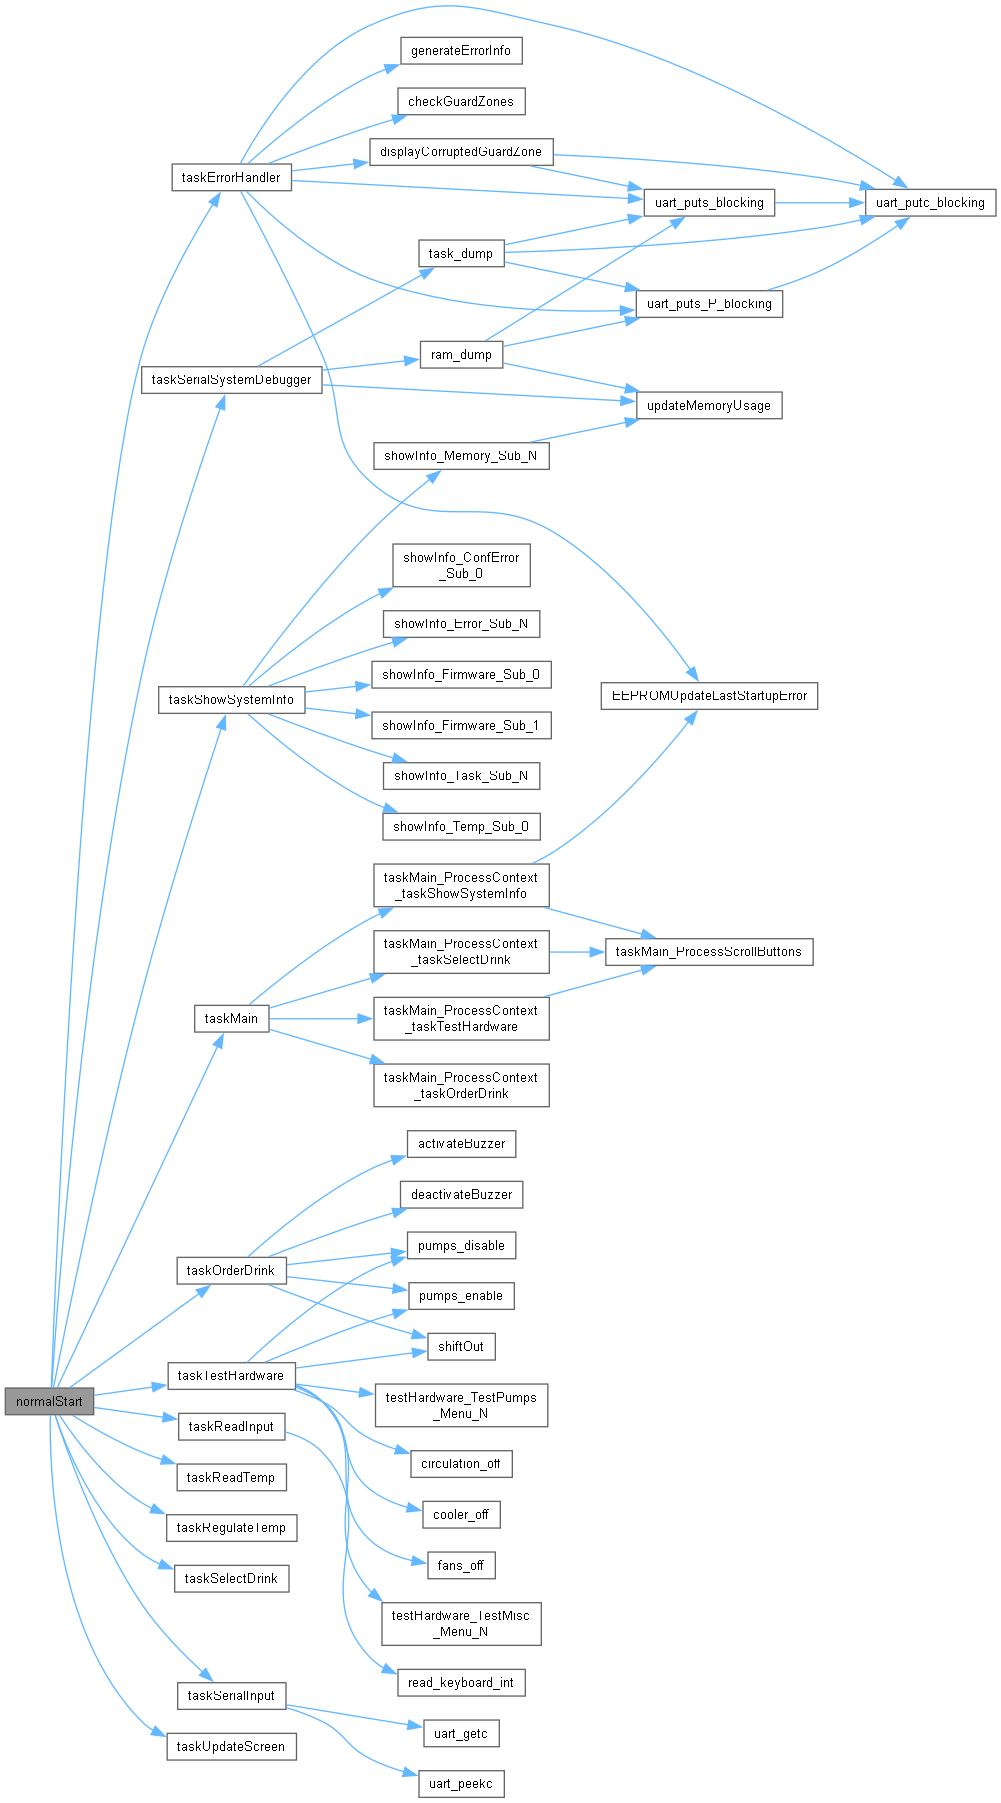 generateErrorInfo
checkGuardZones
displayCorruptedGuardZone
taskErrorHandler
uart_puts_blocking
uart_putc_blocking
task_dump
uart_puts_P_blocking
ram_dump
taskSerialSystemDebugger
updateMemoryUsage
showInfo_Memory_Sub_N
showInfo_ConfError
_Sub_0
showInfo_Error_Sub_N
showInfo_Firmware_Sub_0
taskShowSystemInfo
EEPROMUpdateLastStartupError
showInfo_Firmware_Sub_1
showInfo_Task_Sub_N
showInfo_Temp_Sub_0
taskMain_ProcessContext
_taskShowSystemInfo
taskMain_ProcessContext
_taskSelectDrink
taskMain_ProcessScrollButtons
taskMain
taskMain_ProcessContext
_taskTestHardware
taskMain_ProcessContext
_taskOrderDrink
activateBuzzer
deactivateBuzzer
pumps_disable
taskOrderDrink
pumps_enable
shiftOut
taskTestHardware
normalStart
testHardware_TestPumps
_Menu_N
taskReadInput
circulation_off
taskReadTemp
cooler_off
taskRegulateTemp
fans_off
taskSelectDrink
testHardware_TestMisc
_Menu_N
read_keyboard_int
taskSerialInput
uart_getc
taskUpdateScreen
uart_peekc